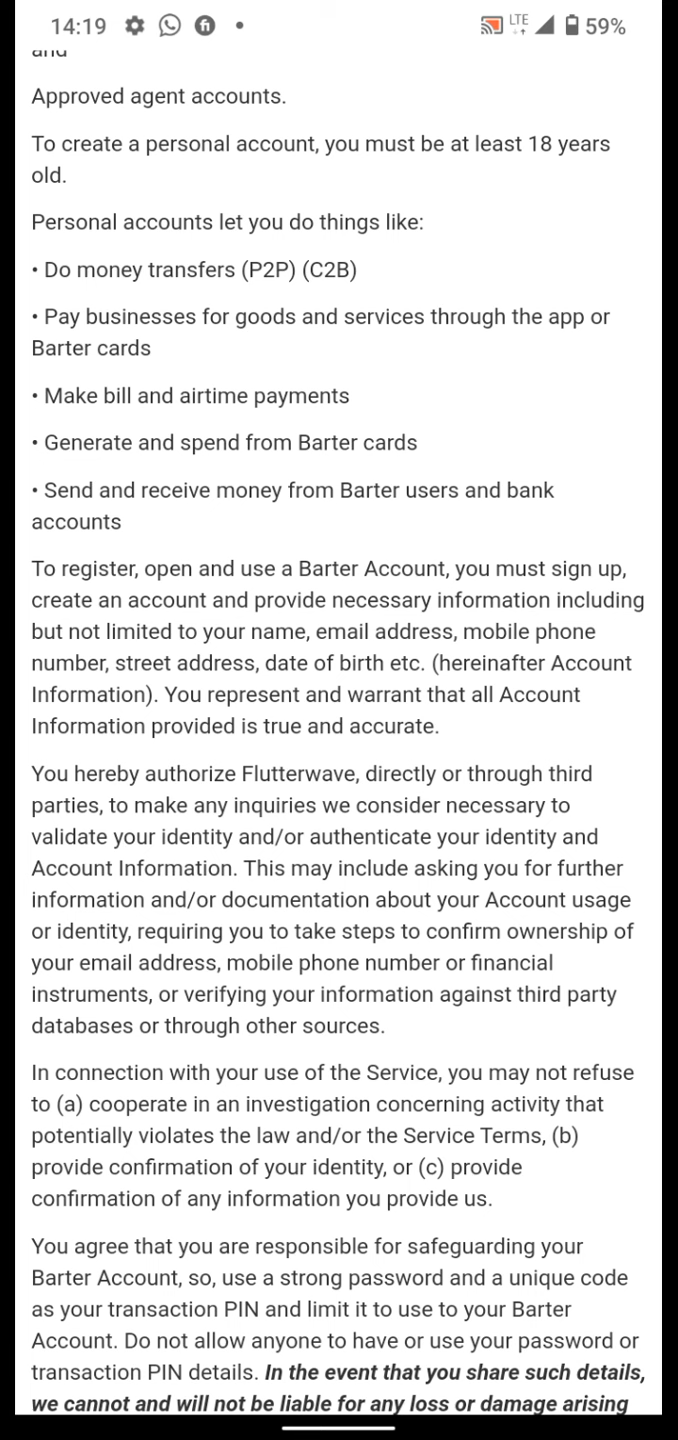 14:19
LTE
59%
and
Approved agent accounts.
To create a personal account, you must be at least 18 years
old.
Personal accounts let you do things like:
• Do money transfers (P2P) (C2B)
• Pay businesses for goods and services through the app or
Barter cards
• Make bill and airtime payments
• Generate and spend from Barter cards
• Send and receive money from Barter users and bank
accounts
To register, open and use a Barter Account, you must sign up,
create an account and provide necessary information including
but not limited to your name, email address, mobile phone
number, street address, date of birth etc. (hereinafter Account
Information). You represent and warrant that all Account
Information provided is true and accurate.
You hereby authorize Flutterwave, directly or through third
parties, to make any inquiries we consider necessary to
validate your identity and/or authenticate your identity and
Account Information. This may include asking you for further
information and/or documentation about your Account usage
or identity, requiring you to take steps to confirm ownership of
your email address, mobile phone number or financial
instruments, or verifying your information against third party
databases or through other sources.
In connection with your use of the Service, you may not refuse
to (a) cooperate in an investigation concerning activity that
potentially violates the law and/or the Service Terms, (b)
provide confirmation of your identity, or (c) provide
confirmation of any information you provide us.
You agree that you are responsible for safeguarding your
Barter Account, so, use a strong password and a unique code
as your transaction PIN and limit it to use to your Barter
Account. Do not allow anyone to have or use your password or
transaction PIN details. In the event that you share such details,
we cannot and will not be liable for any loss or damage arising